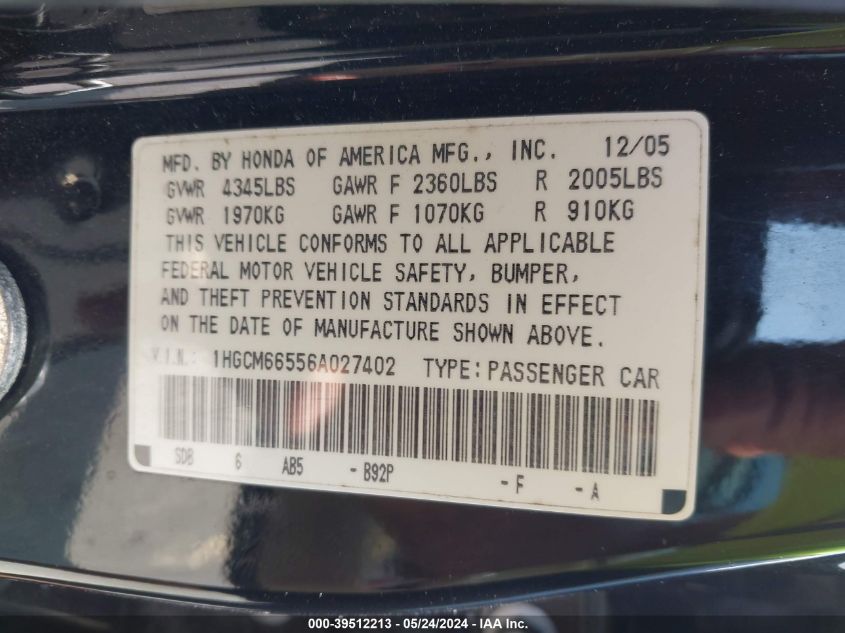 MFD. BY HONDA OF AMERICA MFG., INC. 12/05
GVWR 4345LBS GAWR F 2360LBS R 2005LBS
GVWR 1970KG GAWR F 1070KG R 910KG
THIS VEHICLE CONFORMS TO ALL APPLICABLE
FEDERAL MOTOR VEHICLE SAFETY, BUMPER,
AND THEFT PREVENTION STANDARDS IN EFFECT
ON THE DATE OF MANUFACTURE SHOWN ABOVE.
V.I.N.: 1HGCM66556A027402 TYPE:PASSENGER CAR
SDB 6 AB5 -B92P -F -A
000-39512213 - 05/24/2024 - IAA Inc.